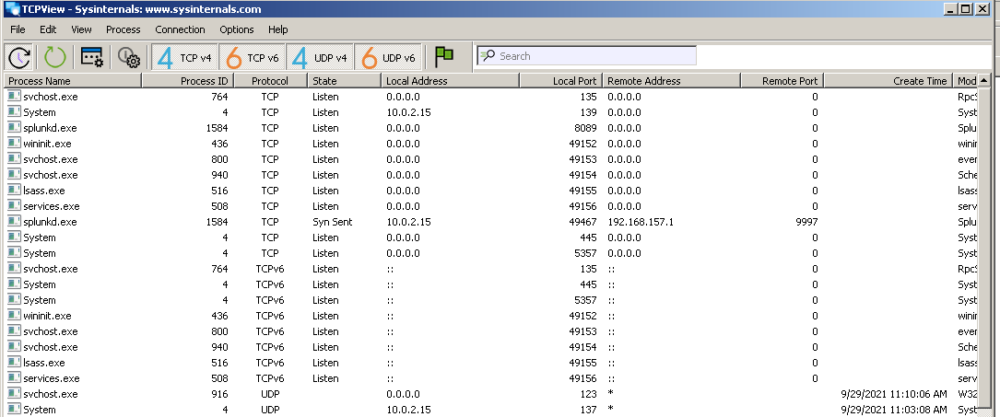 TCPView - Sysinternals: www.sysinternals.com
File Edit View Process Connection Options Help
4 TCP v4 6 TCP v6 4 UDP v4 6 UDP v6 Search
Process Name Process ID Protocol State Local Address Local Port Remote Address Remote Port Create Time Mod
svchost.exe 764 TCP Listen 0.0.0.0 135 0.0.0.0 0 RpcS
System 4 TCP Listen 10.0.2.15 139 0.0.0.0 0 Syst
splunkd.exe 1584 TCP Listen 0.0.0.0 8089 0.0.0.0 0 Splu
wininit.exe 436 TCP Listen 0.0.0.0 49152 0.0.0.0 0 winir
svchost.exe 800 TCP Listen 0.0.0.0 49153 0.0.0.0 0 ever
svchost.exe 940 TCP Listen 0.0.0.0 49154 0.0.0.0 0 Sche
lsass.exe 516 TCP Listen 0.0.0.0 49155 0.0.0.0 0 lsass
services.exe 508 TCP Listen 0.0.0.0 49156 0.0.0.0 0 serv
splunkd.exe 1584 TCP Syn Sent 10.0.2.15 49467 192.168.157.1 9997 Splu
System 4 TCP Listen 0.0.0.0 445 0.0.0.0 0 Syst
System 4 TCP Listen 0.0.0.0 5357 0.0.0.0 0 Syst
svchost.exe 764 TCPv6 Listen :: 135 :: 0 RpcS
System 4 TCPv6 Listen :: 445 :: 0 Syst
System 4 TCPv6 Listen :: 5357 :: 0 Syst
wininit.exe 436 TCPv6 Listen :: 49152 :: 0 winir
svchost.exe 800 TCPv6 Listen :: 49153 :: 0 ever
svchost.exe 940 TCPv6 Listen :: 49154 :: 0 Sche
lsass.exe 516 TCPv6 Listen :: 49155 :: 0 lsass
services.exe 508 TCPv6 Listen :: 49156 :: 0 serv
svchost.exe 916 UDP 0.0.0.0 123 * 9/29/2021 11:10:06 AM W32
System 4 UDP 10.0.2.15 137 * 9/29/2021 11:03:08 AM Syst